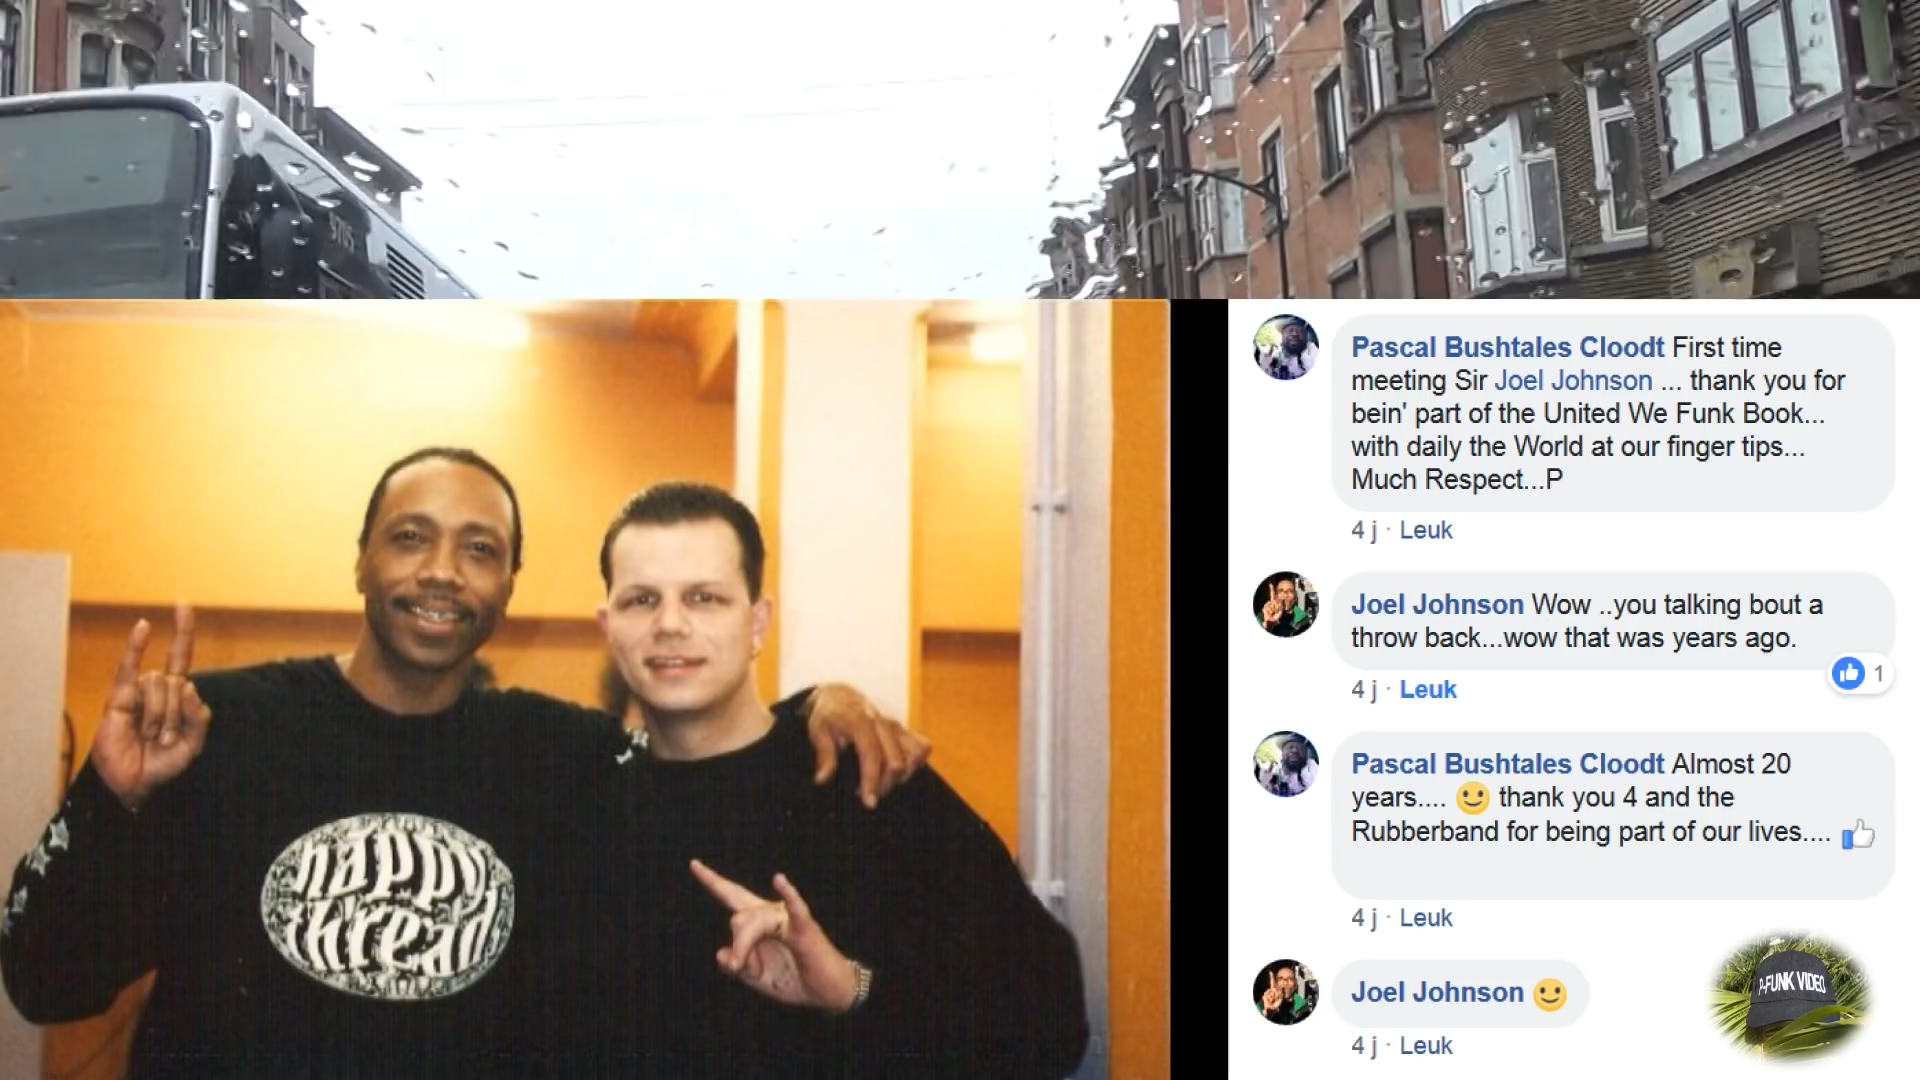 9705
Pascal Bushtales Cloodt First time
meeting Sir Joel Johnson ... thank you for
bein' part of the United We Funk Book...
with daily the World at our finger tips...
Much Respect...P
4 j · Leuk
Joel Johnson Wow ..you talking bout a
throw back...wow that was years ago.
1
4 j · Leuk
Pascal Bushtales Cloodt Almost 20
years.... 🙂 thank you 4 and the
Rubberband for being part of our lives.... 👍
4 j · Leuk
Joel Johnson 🙂
4 j · Leuk
happy
threads
P-FUNK VIDEO